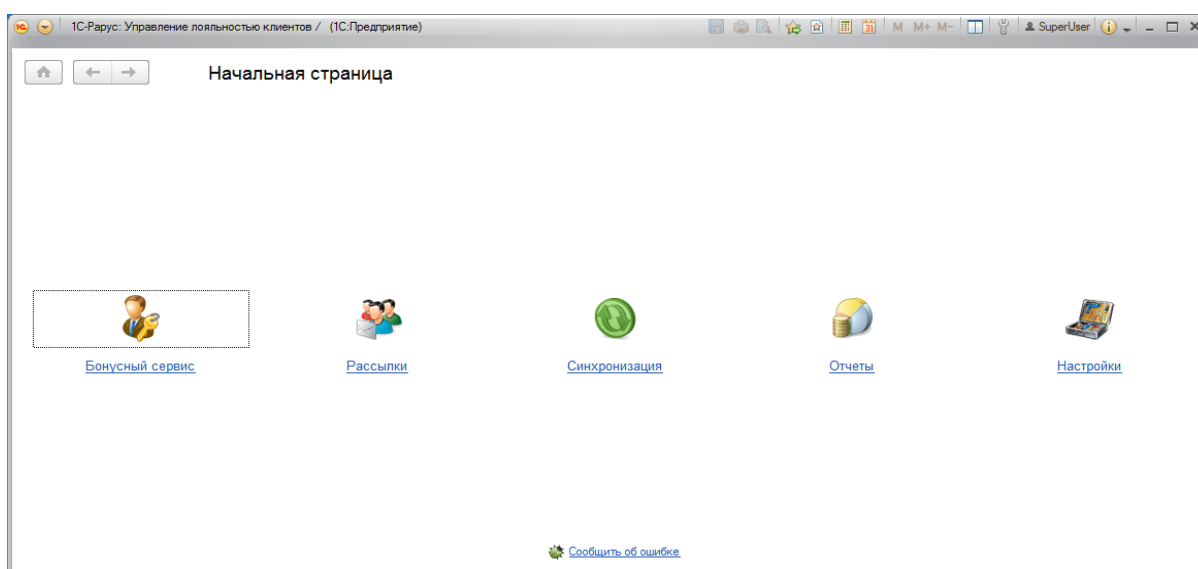 1С-Рарус: Управление лояльностью клиентов / (1С:Предприятие)
31 M M+ M- SuperUser
Начальная страница
Бонусный сервис Рассылки Синхронизация Отчеты Настройки
Сообщить об ошибке